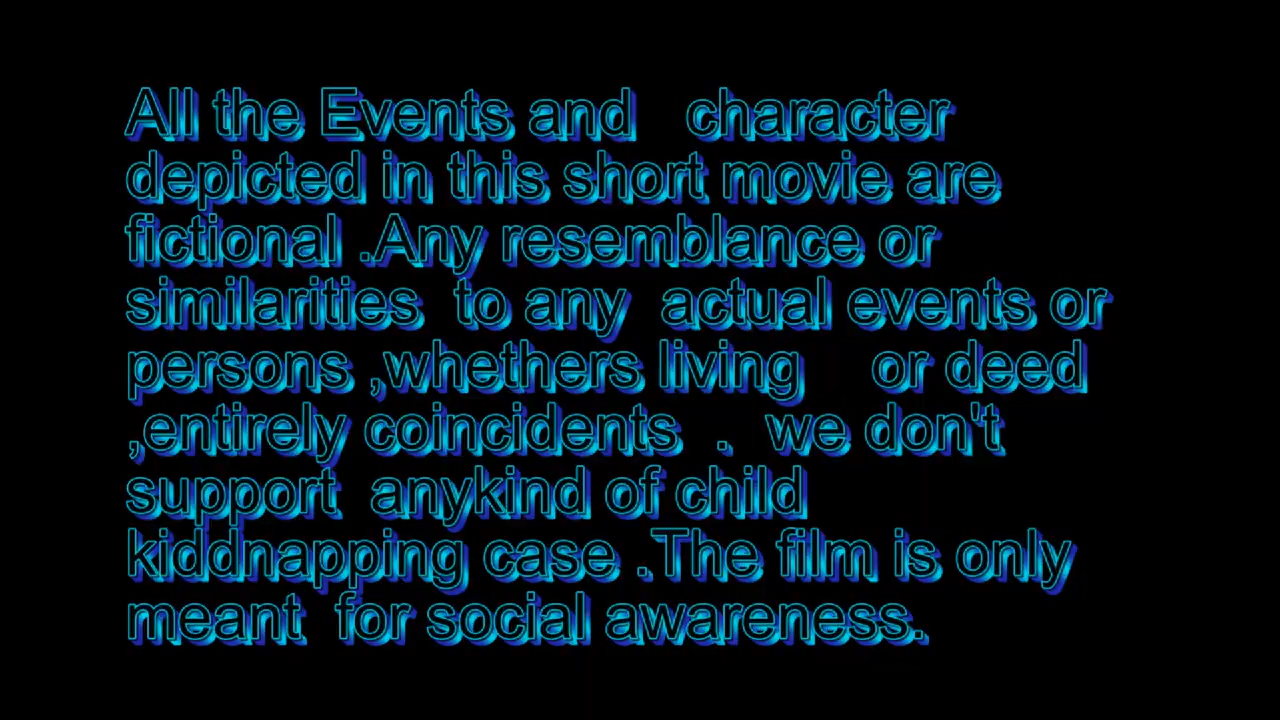 All the Events and character
depicted in this short movie are
fictional .Any resemblance or
similarities to any actual events or
persons ,whethers living or deed
,entirely coincidents . we don't
support anykind of child
kiddnapping case .The film is only
meant for social awareness.